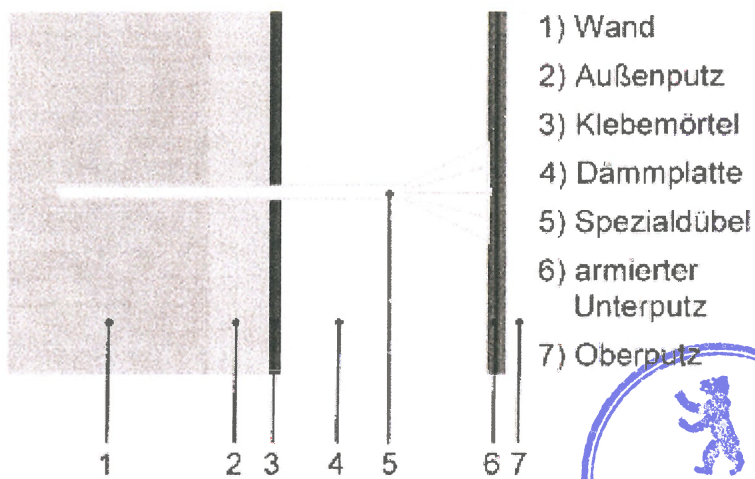 1) Wand
2) Außenputz
3) Klebemörtel
4) Dämmplatte
5) Spezialdübel
6) armierter
Unterputz
7) Oberputz
1 2 3 4 5 6 7